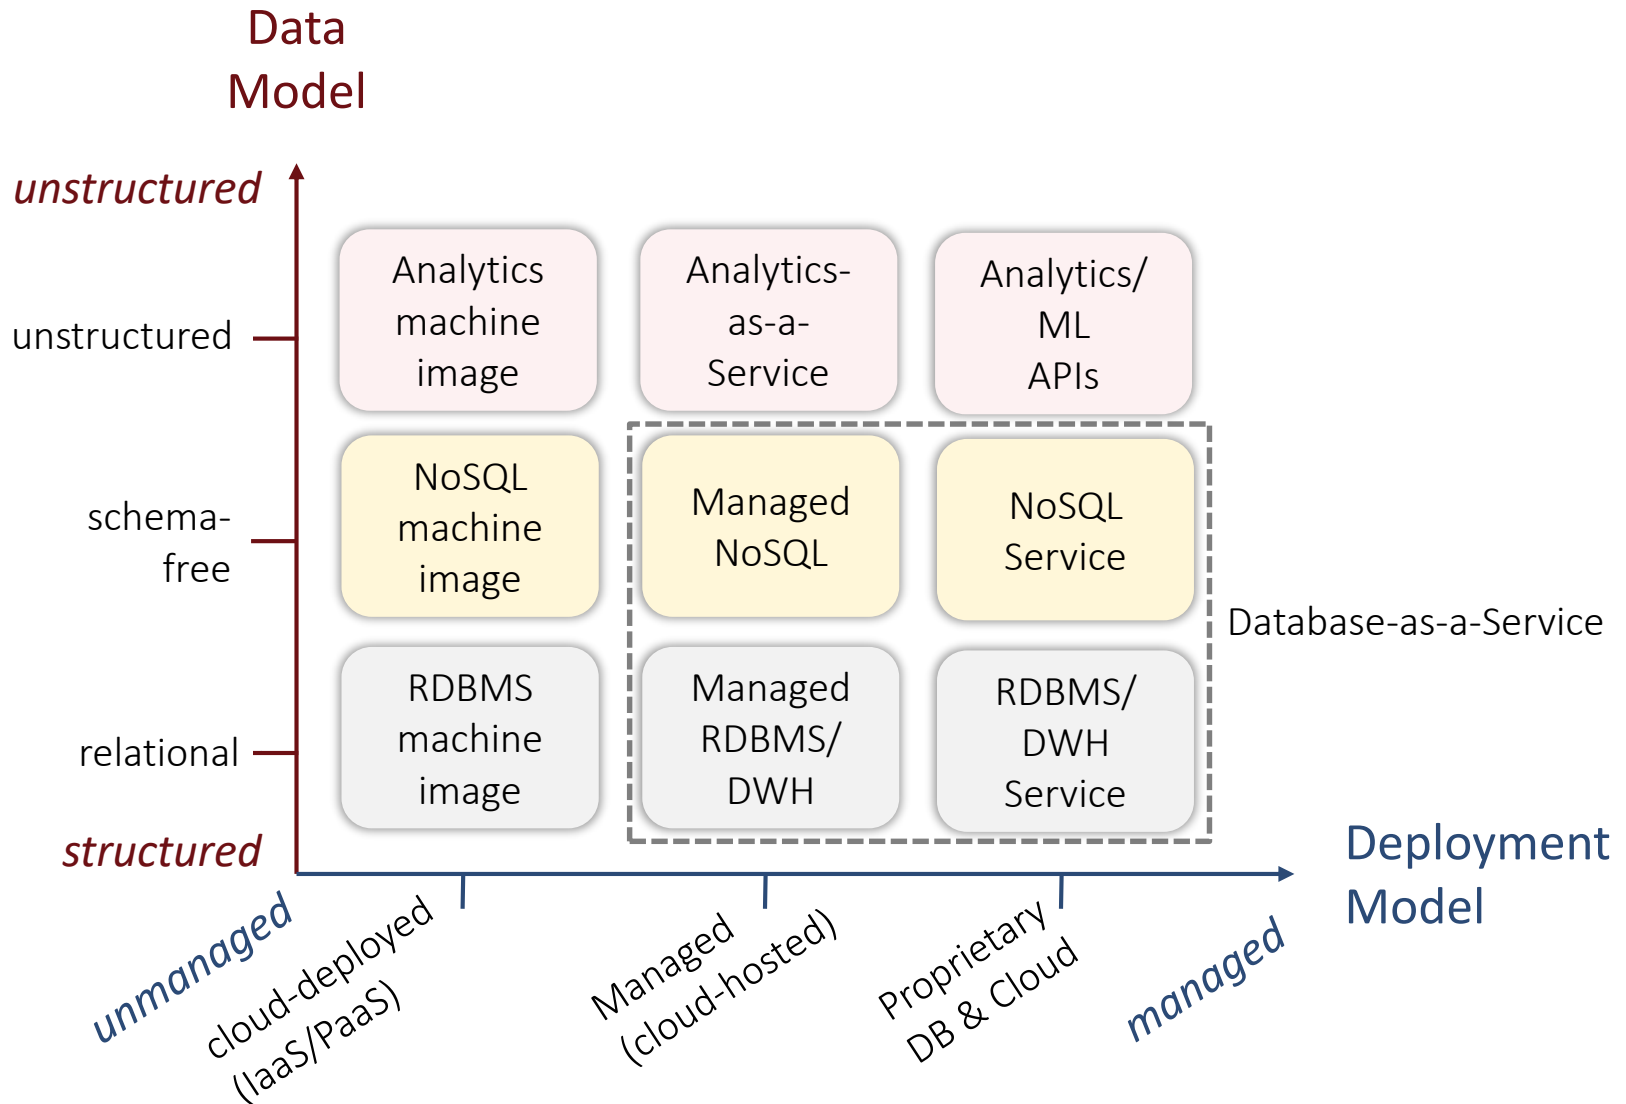 Data
Model
unstructured
Analytics
machine
image
Analytics-
as-a-
Service
Analytics/
ML
APIs
unstructured
NoSQL
machine
image
Managed
NoSQL
NoSQL
Service
schema-
free
Database-as-a-Service
RDBMS
machine
image
Managed
RDBMS/
DWH
RDBMS/
DWH
Service
relational
structured
Deployment
Model
unmanaged
cloud-deployed
(IaaS/PaaS)
Managed
(cloud-hosted)
Proprietary
DB & Cloud
managed